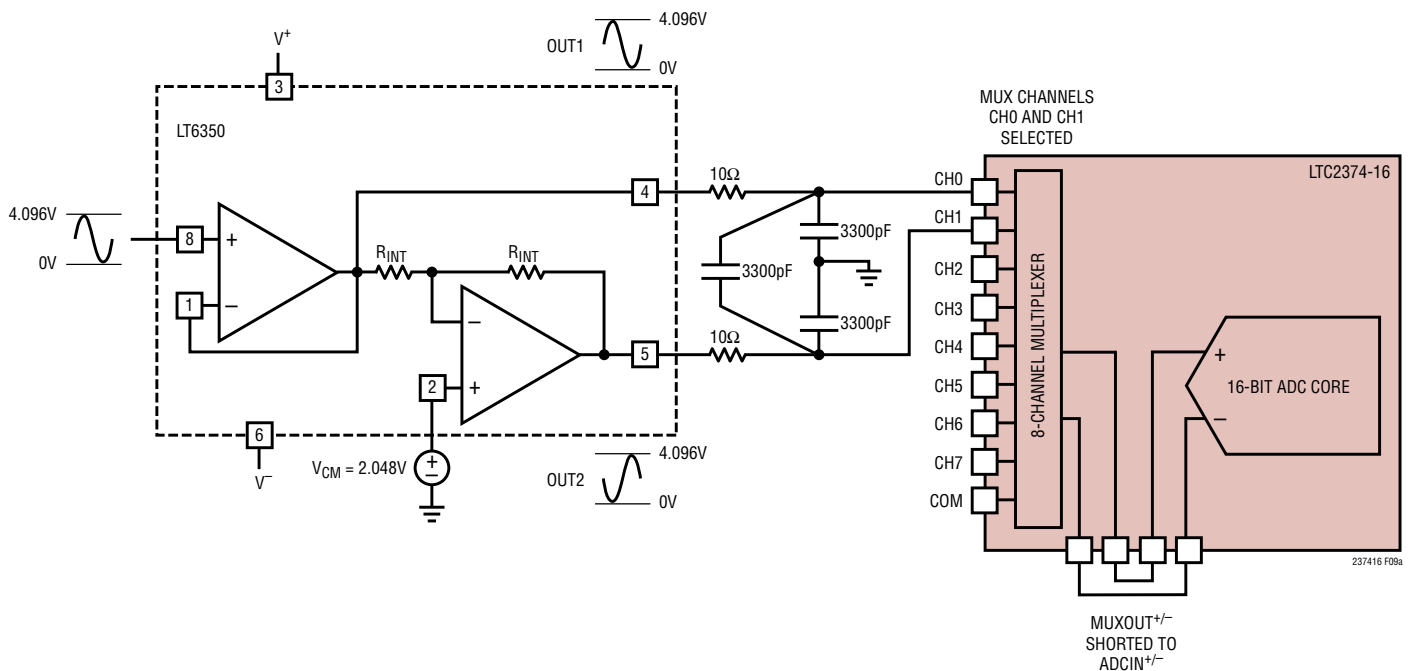 4.096V
OUT1
0V
V+
3
LT6350
MUX CHANNELS
CH0 AND CH1
SELECTED
LTC2374-16
4
10Ω
CH0
CH1
CH2
CH3
CH4
CH5
CH6
CH7
COM
4.096V
0V
8
+
1
–
RINT
RINT
3300pF
3300pF
3300pF
–
+
2
5
10Ω
8-CHANNEL MULTIPLEXER
+
16-BIT ADC CORE
–
6
V–
VCM = 2.048V
+
–
4.096V
OUT2
0V
237416 F09a
MUXOUT+/–
SHORTED TO
ADCIN+/–